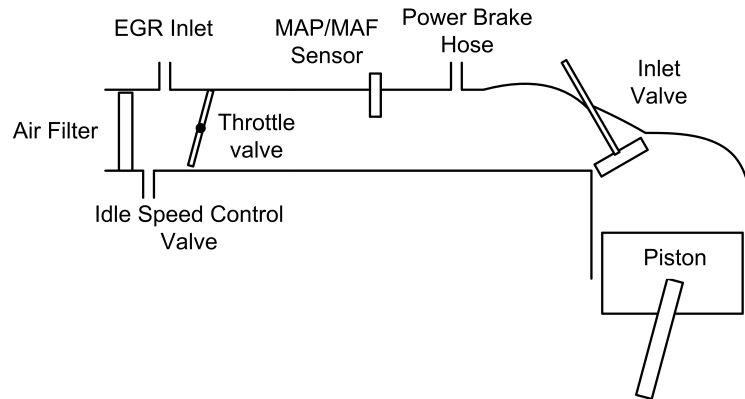 EGR Inlet
MAP/MAF
Sensor
Power Brake
Hose
Inlet
Valve
Air Filter
Throttle
valve
Idle Speed Control
Valve
Piston